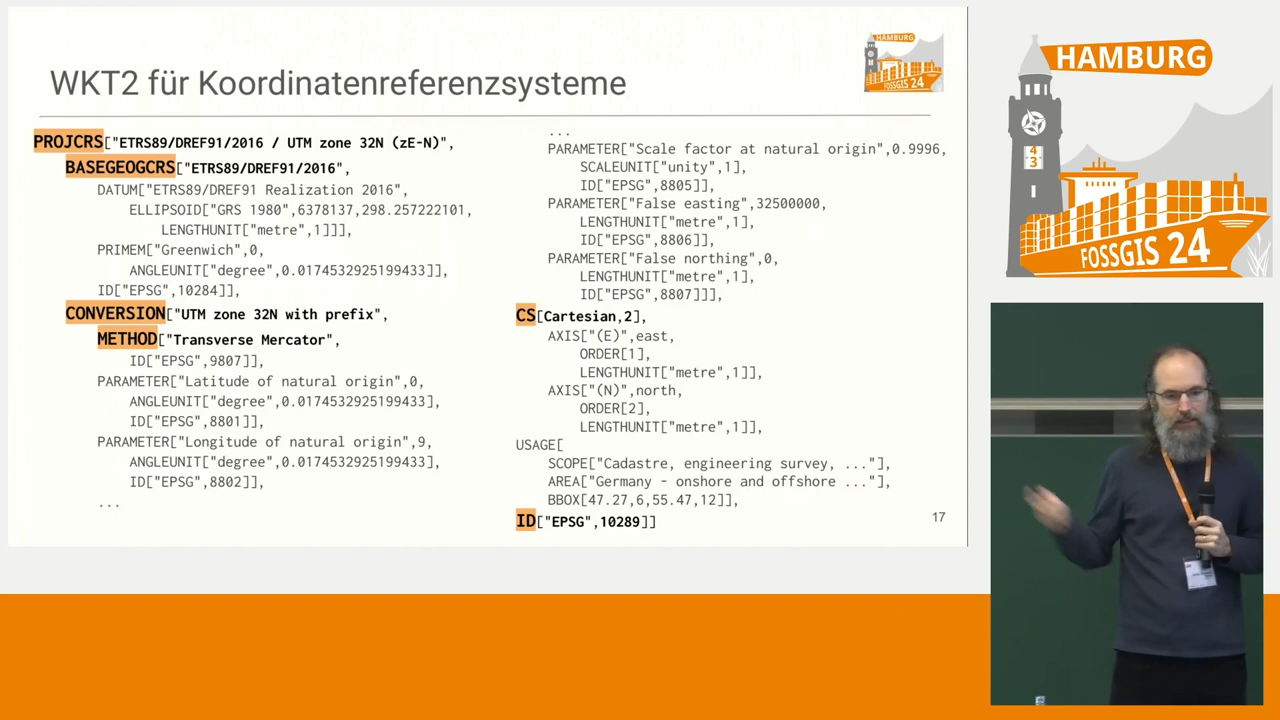 WKT2 für Koordinatenreferenzsysteme
HAMBURG
FOSSGIS 24
PROJCRS["ETRS89/DREF91/2016 / UTM zone 32N (zE-N)",
BASEGEOGCRS["ETRS89/DREF91/2016",
DATUM["ETRS89/DREF91 Realization 2016",
ELLIPSOID["GRS 1980",6378137,298.257222101,
LENGTHUNIT["metre",1]]],
PRIMEM["Greenwich",0,
ANGLEUNIT["degree",0.0174532925199433]],
ID["EPSG",10284]],
CONVERSION["UTM zone 32N with prefix",
METHOD["Transverse Mercator",
ID["EPSG",9807]],
PARAMETER["Latitude of natural origin",0,
ANGLEUNIT["degree",0.0174532925199433],
ID["EPSG",8801]],
PARAMETER["Longitude of natural origin",9,
ANGLEUNIT["degree",0.0174532925199433],
ID["EPSG",8802]],
...
...
PARAMETER["Scale factor at natural origin",0.9996,
SCALEUNIT["unity",1],
ID["EPSG",8805]],
PARAMETER["False easting",32500000,
LENGTHUNIT["metre",1],
ID["EPSG",8806]],
PARAMETER["False northing",0,
LENGTHUNIT["metre",1],
ID["EPSG",8807]]],
CS[Cartesian,2],
AXIS["(E)",east,
ORDER[1],
LENGTHUNIT["metre",1]],
AXIS["(N)",north,
ORDER[2],
LENGTHUNIT["metre",1]],
USAGE[
SCOPE["Cadastre, engineering survey, ..."],
AREA["Germany - onshore and offshore ..."],
BBOX[47.27,6,55.47,12]],
ID["EPSG",10289]]
17
HAMBURG
4
3
FOSSGIS 24